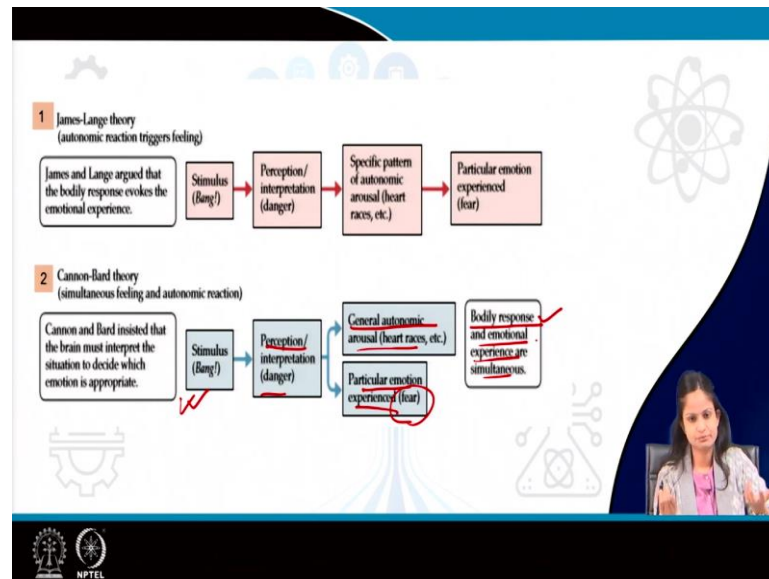 1 James-Lange theory
(autonomic reaction triggers feeling)
James and Lange argued that
the bodily response evokes the
emotional experience.
Stimulus
(Bang!)
Perception/
interpretation
(danger)
Specific pattern
of autonomic
arousal (heart
races, etc.)
Particular emotion
experienced
(fear)
2 Cannon-Bard theory
(simultaneous feeling and autonomic reaction)
Cannon and Bard insisted that
the brain must interpret the
situation to decide which
emotion is appropriate.
Stimulus
(Bang!)
Perception/
interpretation
(danger)
General autonomic
arousal (heart races, etc.)
Particular emotion
experienced (fear)
Bodily response
and emotional
experience are
simultaneous.
NPTEL